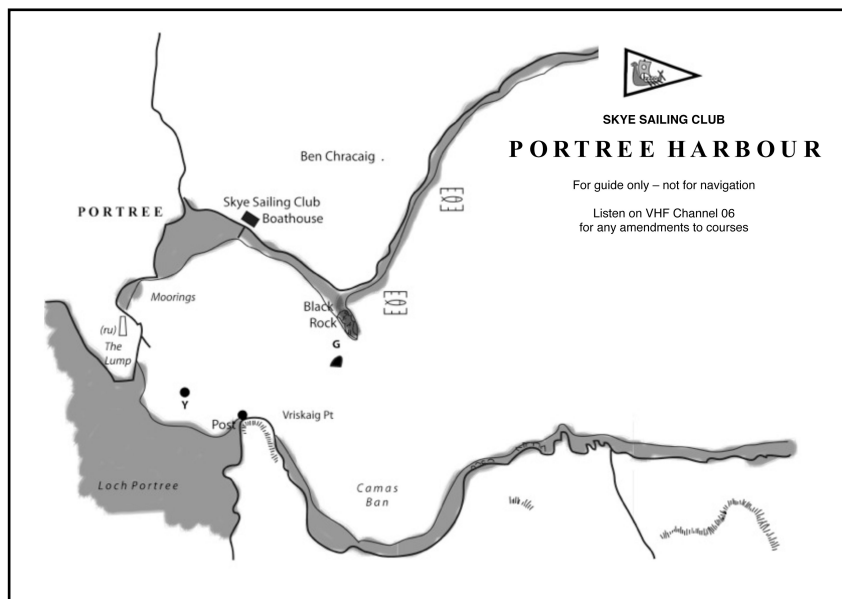 SKYE SAILING CLUB
PORTREE HARBOUR
For guide only – not for navigation
Listen on VHF Channel 06
for any amendments to courses
Ben Chracaig .
Skye Sailing Club
Boathouse
PORTREE
Moorings
Black
Rock
(ru)
The
Lump
G
Y
Post
Vriskaig Pt
Loch Portree
Camas
Ban